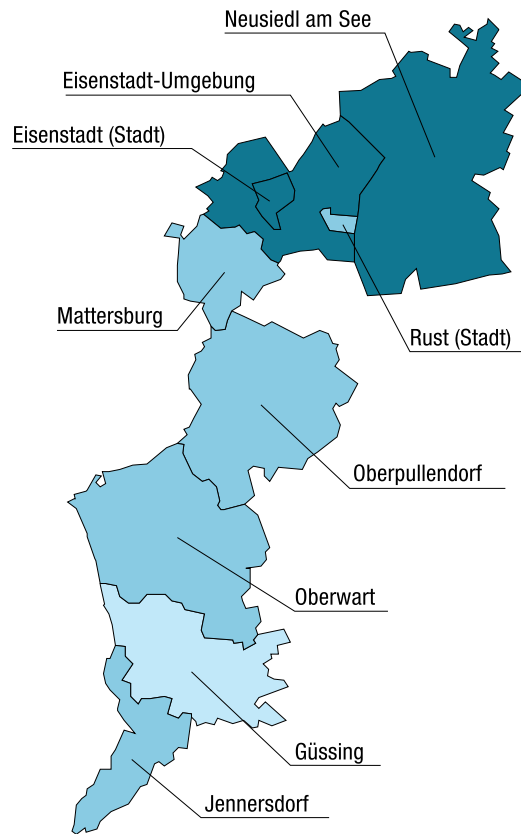 Neusiedl am See
Eisenstadt-Umgebung
Eisenstadt (Stadt)
Mattersburg
Rust (Stadt)
Oberpullendorf
Oberwart
Güssing
Jennersdorf